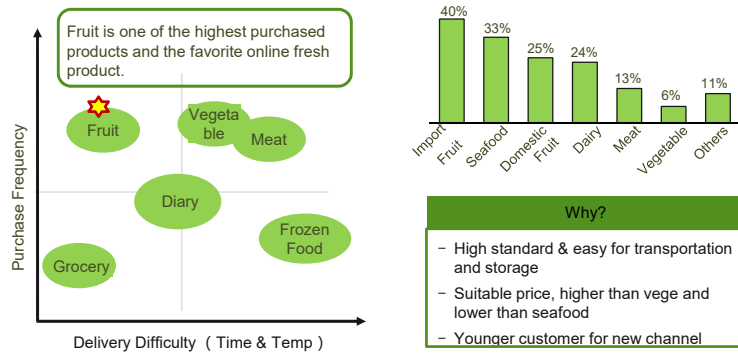 Fruit is one of the highest purchased
products and the favorite online fresh
product.
Purchase Frequency
Fruit
Vegeta
ble
Meat
Diary
Frozen
Food
Grocery
Delivery Difficulty ( Time & Temp )
40%
33%
25%
24%
13%
6%
11%
Import
Fruit
Seafood
Domestic
Fruit
Dairy
Meat
Vegetable
Others
Why?
− High standard & easy for transportation
and storage
− Suitable price, higher than vege and
lower than seafood
− Younger customer for new channel